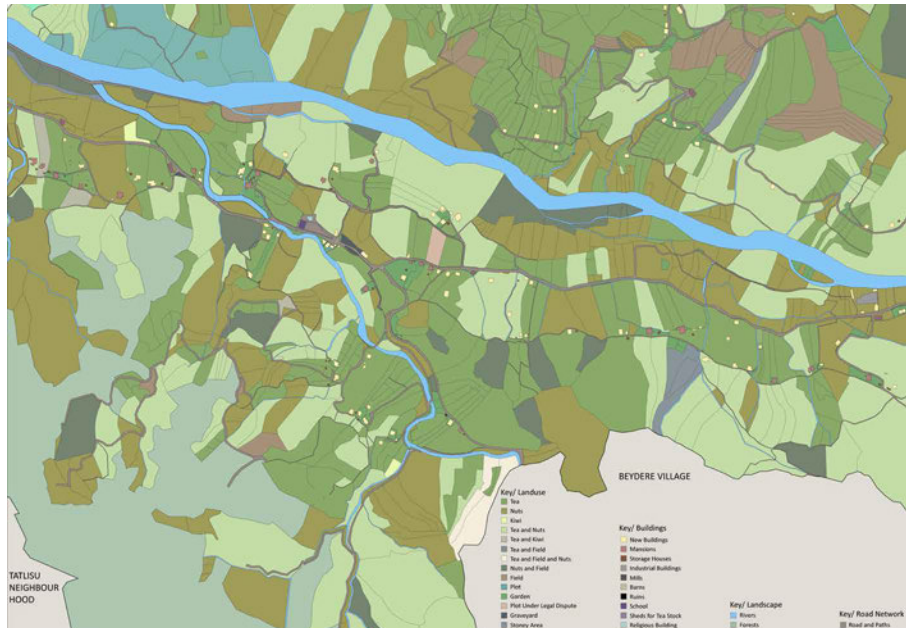 BEYDERE VILLAGE
TATLISU
NEIGHBOUR
HOOD
Key/ Landuse
Tea
Nuts
Kiwi
Tea and Nuts
Tea and Kiwi
Tea and Field
Tea and Field and Nuts
Nuts and Field
Field
Plot
Garden
Plot Under Legal Dispute
Graveyard
Stoney Area
Key/ Buildings
New Buildings
Mansions
Storage Houses
Industrial Buildings
Mills
Barns
Ruins
School
Sheds for Tea Stock
Religious Building
Key/ Landscape
Rivers
Forests
Key/ Road Network
Road and Paths